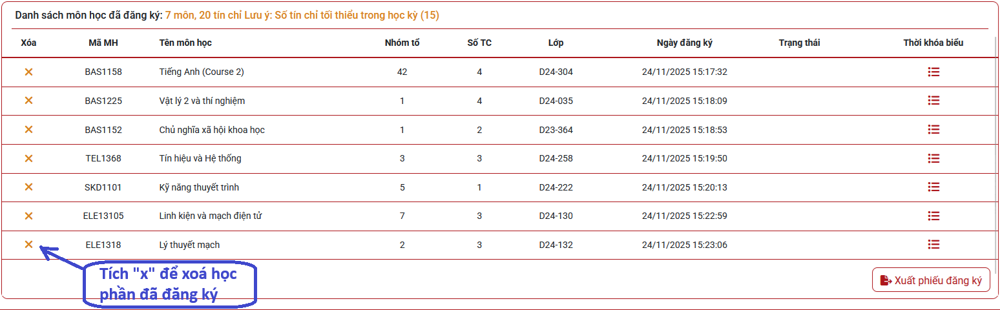 Danh sách môn học đã đăng ký: 7 môn, 20 tín chỉ Lưu ý: Số tín chỉ tối thiểu trong học kỳ (15)
Xóa Mã MH Tên môn học Nhóm tổ Số TC Lớp Ngày đăng ký Trạng thái Thời khóa biểu
BAS1158 Tiếng Anh (Course 2) 42 4 D24-304 24/11/2025 15:17:32
BAS1225 Vật lý 2 và thí nghiệm 1 4 D24-035 24/11/2025 15:18:09
BAS1152 Chủ nghĩa xã hội khoa học 1 2 D23-364 24/11/2025 15:18:53
TEL1368 Tín hiệu và Hệ thống 3 3 D24-258 24/11/2025 15:19:50
SKD1101 Kỹ năng thuyết trình 5 1 D24-222 24/11/2025 15:20:13
ELE13105 Linh kiện và mạch điện tử 7 3 D24-130 24/11/2025 15:22:59
ELE1318 Lý thuyết mạch 2 3 D24-132 24/11/2025 15:23:06
Tích "x" để xoá học
phần đã đăng ký
Xuất phiếu đăng ký